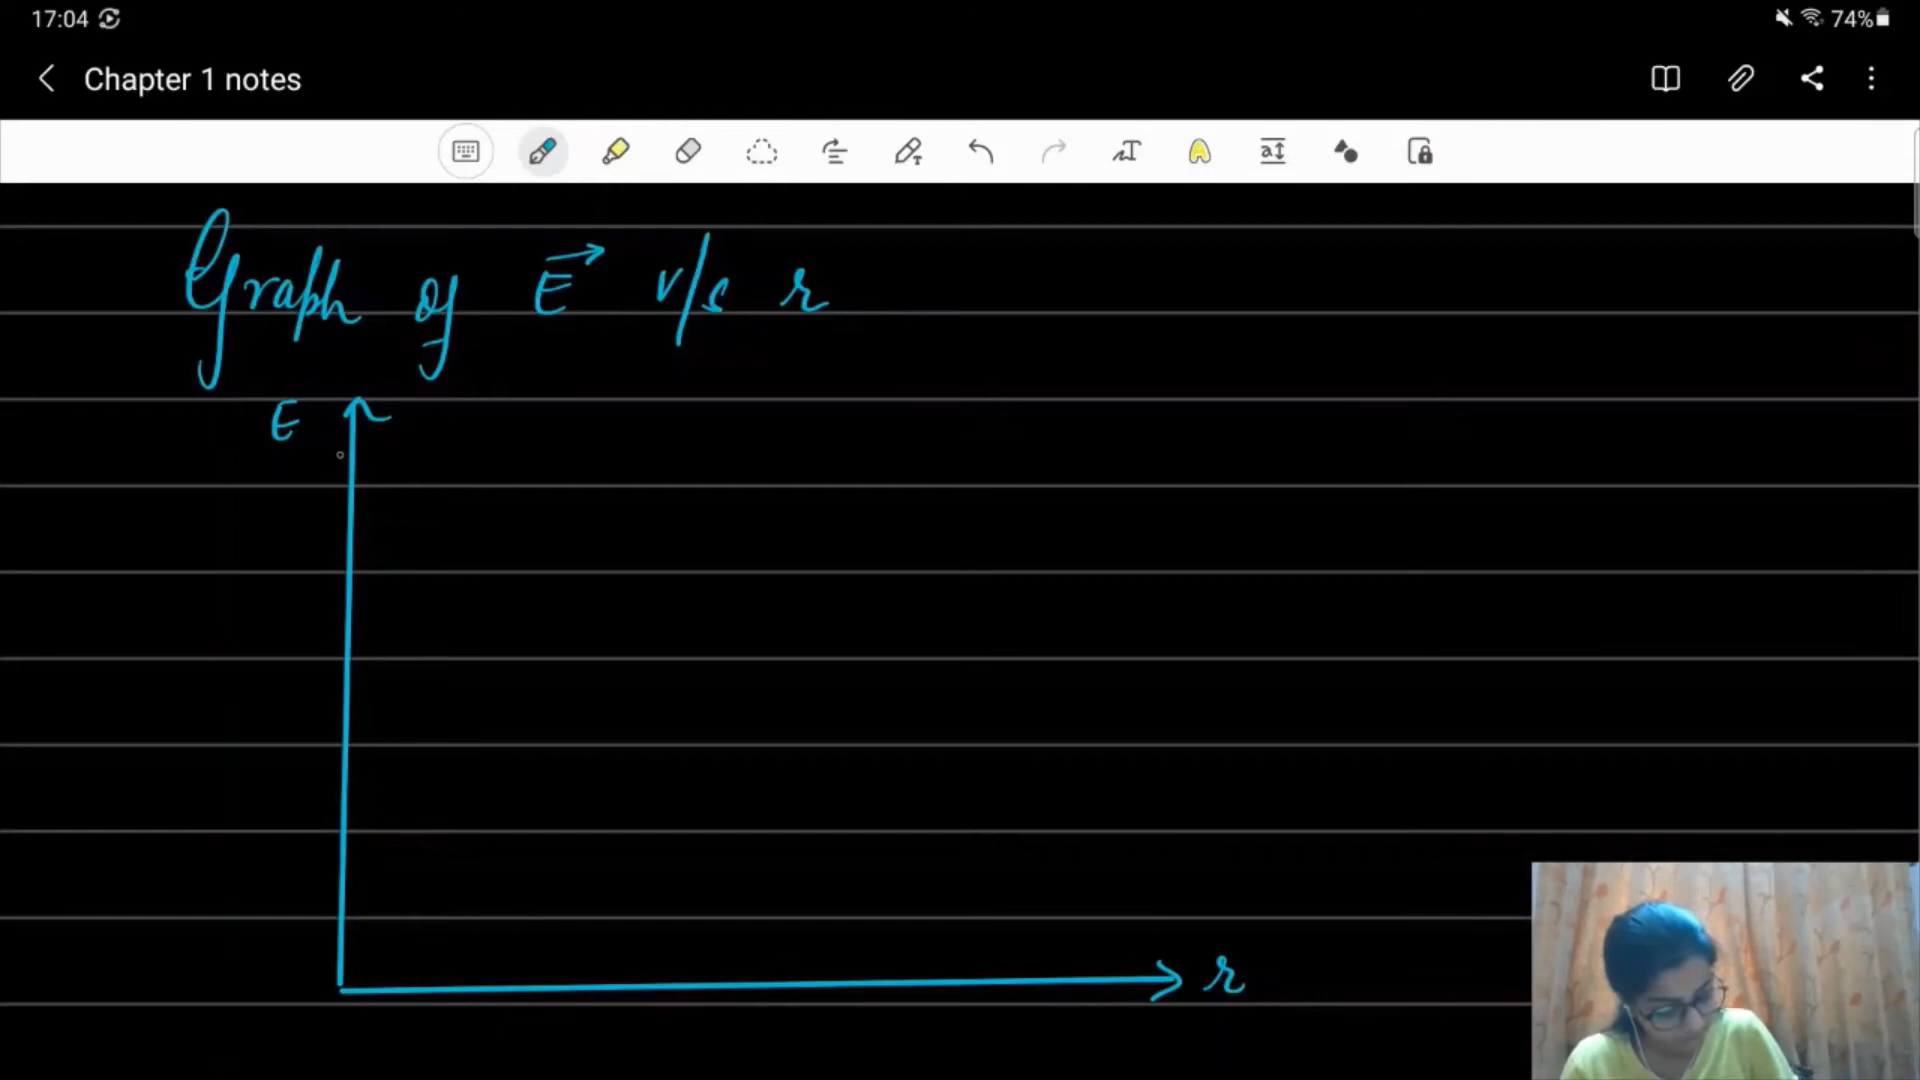 17:04 74%
Chapter 1 notes
Graph of E v/s r
E
r